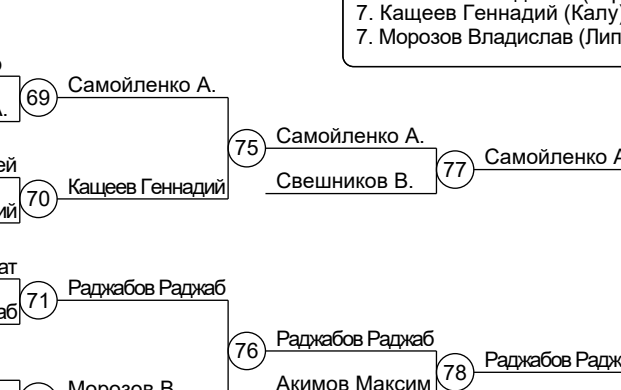 7. Кащеев Геннадий (Калу)
7. Морозов Владислав (Лип
69
Самойленко А.
75
Самойленко А.
77
Самойленко А
Свешников В.
70
Кащеев Геннадий
71
Раджабов Раджаб
76
Раджабов Раджаб
78
Раджабов Раджа
Акимов Максим
Морозов В.